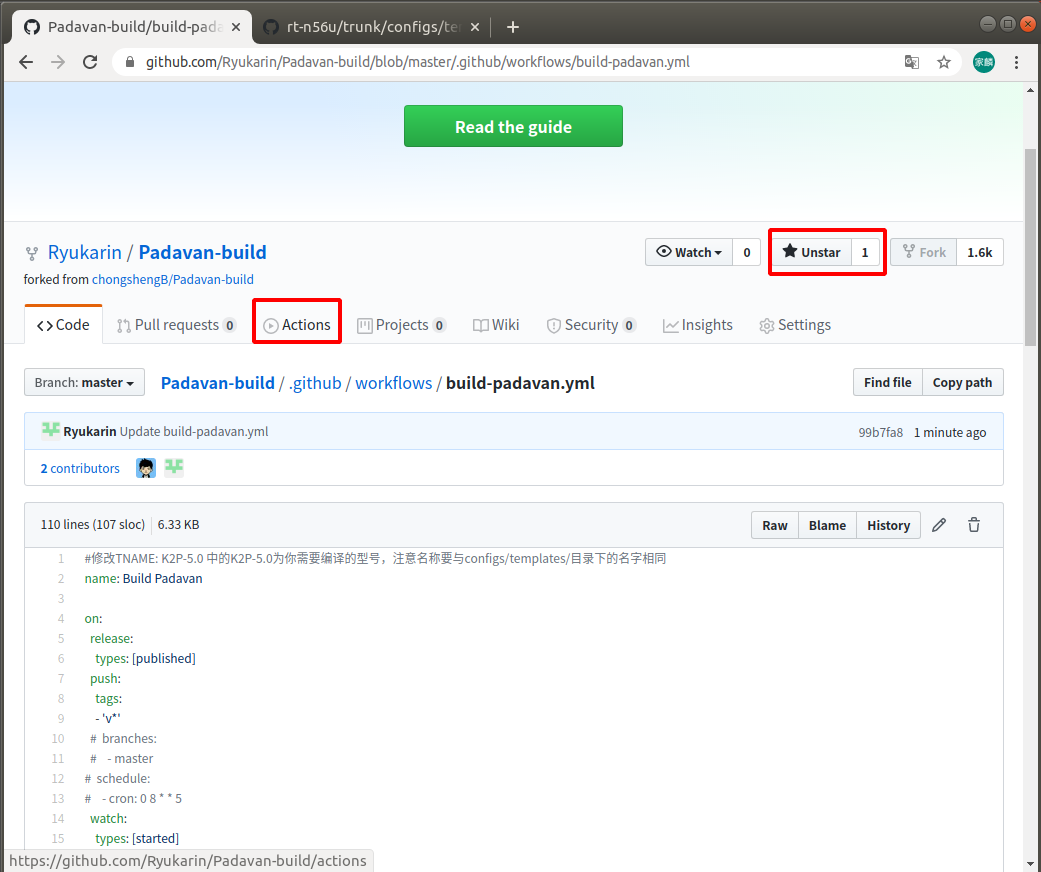 Padavan-build/build-pada
rt-n56u/trunk/configs/te
github.com/Ryukarin/Padavan-build/blob/master/.github/workflows/build-padavan.yml
家麟
Read the guide
Ryukarin / Padavan-build
Watch 0
Unstar 1
Fork 1.6k
forked from chongshengB/Padavan-build
Code Pull requests 0 Actions Projects 0 Wiki Security 0 Insights Settings
Branch: master
Padavan-build / .github / workflows / build-padavan.yml
Find file Copy path
Ryukarin Update build-padavan.yml
99b7fa8 1 minute ago
2 contributors
110 lines (107 sloc) 6.33 KB
Raw Blame History
1 #修改TNAME: K2P-5.0 中的K2P-5.0为你需要编译的型号，注意名称要与configs/templates/目录下的名字相同
2 name: Build Padavan
3
4 on:
5 release:
6 types: [published]
7 push:
8 tags:
9 - 'v*'
10 # branches:
11 # - master
12 # schedule:
13 # - cron: 0 8 * * 5
14 watch:
15 types: [started]
https://github.com/Ryukarin/Padavan-build/actions